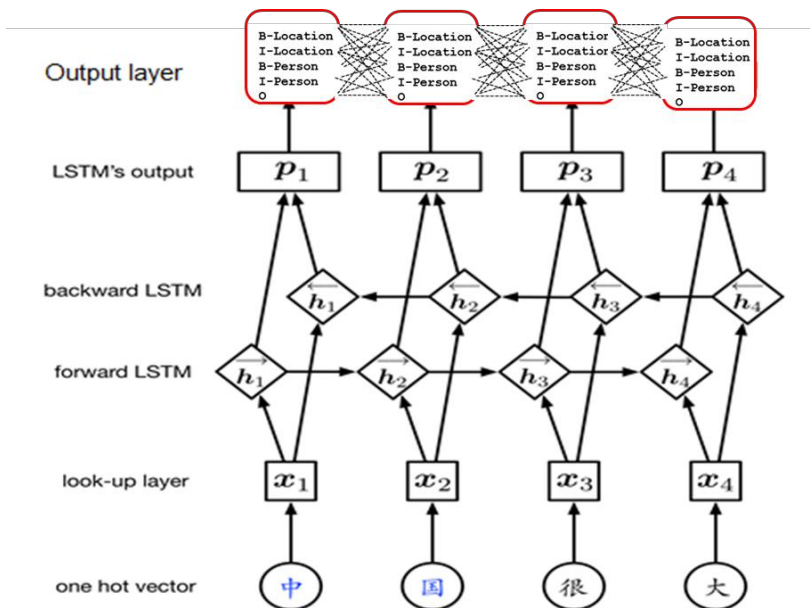 Output layer
B-Location
I-Location
B-Person
I-Person
O
B-Location
I-Location
B-Person
I-Person
O
B-Location
I-Location
B-Person
I-Person
O
B-Location
I-Location
B-Person
I-Person
O
LSTM's output p₁ p₂ p₃ p₄
backward LSTM ←h₁ ←h₂ ←h₃ ←h₄
forward LSTM →h₁ →h₂ →h₃ →h₄
look-up layer x₁ x₂ x₃ x₄
one hot vector 中 国 很 大